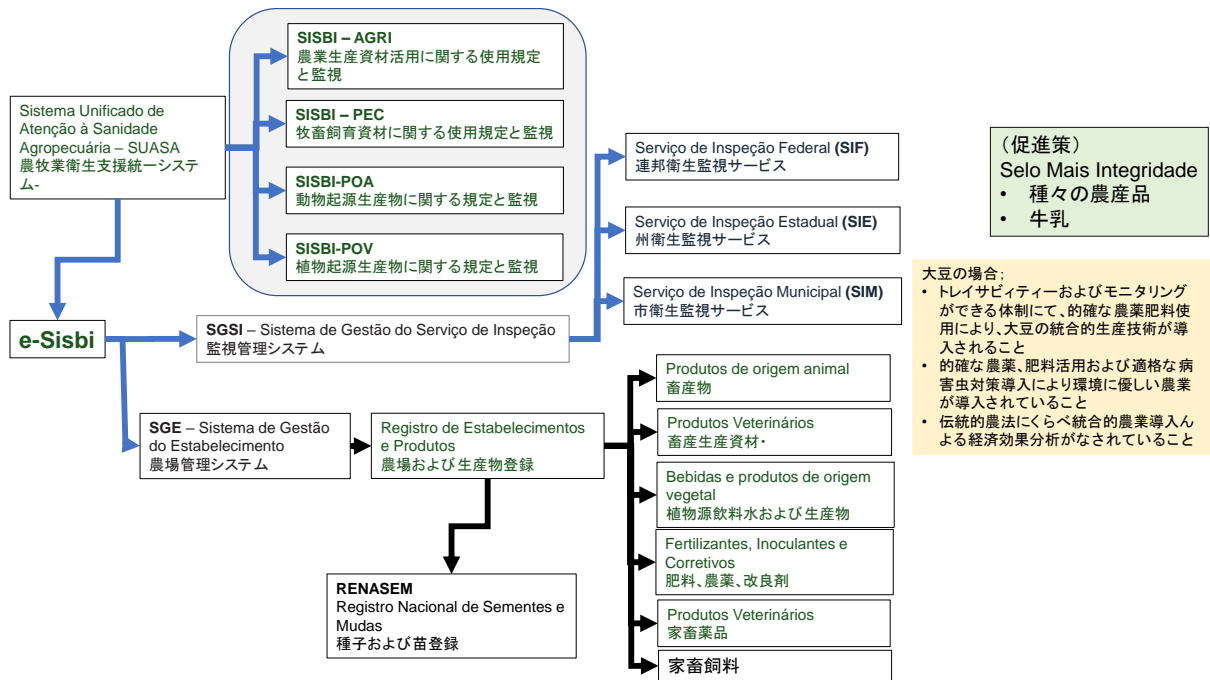 SISBI – AGRI
農業生産資材活用に関する使用規定
と監視
Sistema Unificado de
Atenção à Sanidade
Agropecuária – SUASA
農牧業衛生支援統一システ
ム-
SISBI – PEC
牧畜飼育資材に関する使用規定と監視
SISBI-POA
動物起源生産物に関する規定と監視
SISBI-POV
植物起源生産物に関する規定と監視
Serviço de Inspeção Federal (SIF)
連邦衛生監視サービス
Serviço de Inspeção Estadual (SIE)
州衛生監視サービス
Serviço de Inspeção Municipal (SIM)
市衛生監視サービス
(促進策)
Selo Mais Integridade
• 種々の農産品
• 牛乳
大豆の場合;
• トレイサビィティーおよびモニタリング
ができる体制にて、的確な農薬肥料使
用により、大豆の統合的生産技術が導
入されること
• 的確な農薬、肥料活用および適格な病
害虫対策導入により環境に優しい農業
が導入されていること
• 伝統的農法にくらべ統合的農業導入ん
よる経済効果分析がなされていること
e-Sisbi
SGSI – Sistema de Gestão do Serviço de Inspeção
監視管理システム
SGE – Sistema de Gestão
do Estabelecimento
農場管理システム
Registro de Estabelecimentos
e Produtos
農場および生産物登録
RENASEM
Registro Nacional de Sementes e
Mudas
種子および苗登録
Produtos de origem animal
畜産物
Produtos Veterinários
畜産生産資材・
Bebidas e produtos de origem
vegetal
植物源飲料水および生産物
Fertilizantes, Inoculantes e
Corretivos
肥料、農薬、改良剤
Produtos Veterinários
家畜薬品
家畜飼料